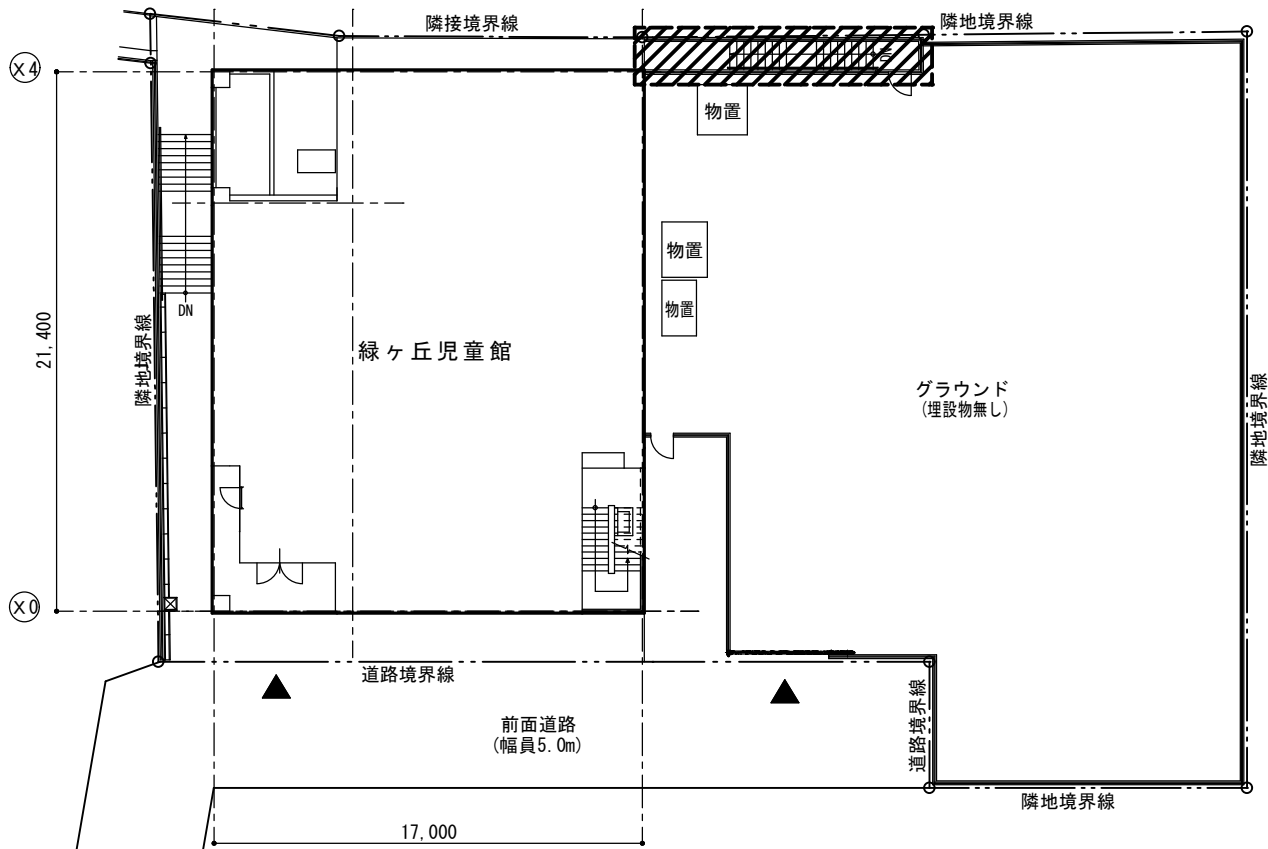 隣接境界線
隣地境界線
X4
DN
物置
物置
物置
DN
隣地境界線
21,400
緑ヶ丘児童館
グラウンド
(埋設物無し)
隣地境界線
X0
道路境界線
道路境界線
前面道路
(幅員5.0m)
隣地境界線
17,000